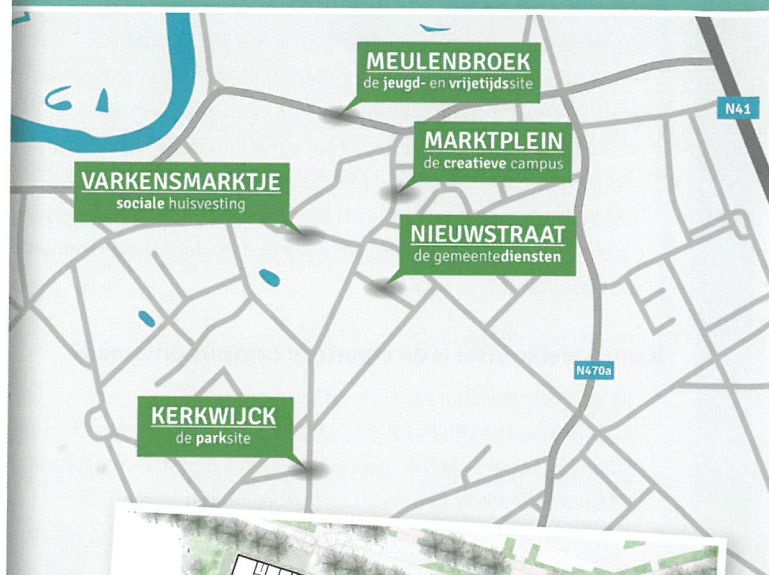 MEULENBROEK
de jeugd- en vrijetijdssite
N41
MARKTPLEIN
de creatieve campus
VARKENSMARKTJE
sociale huisvesting
NIEUWSTRAAT
de gemeentediensten
N470a
KERKWIJCK
de parksite